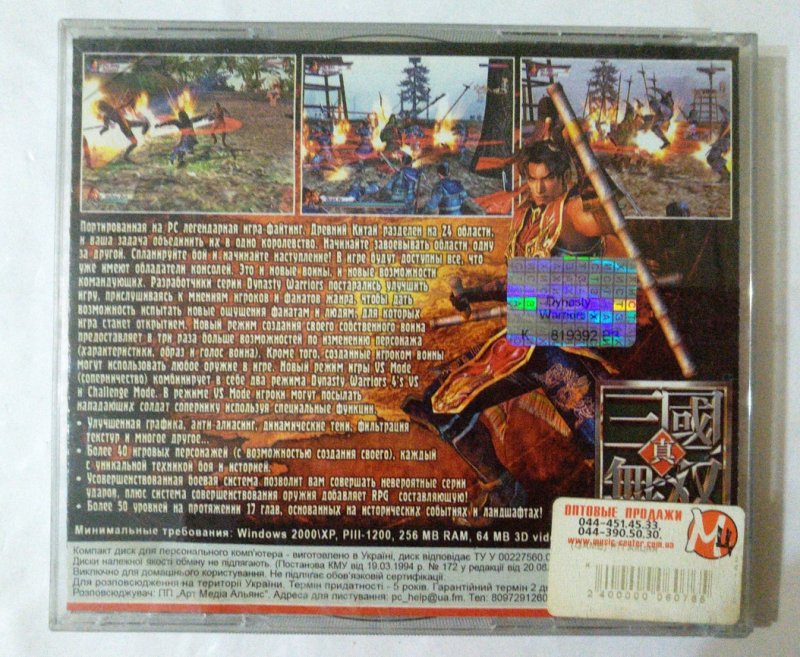 Портированная на PC легендарная игра файтинг. Древний Китай разделен на 24 области,
и ваша задача объединить их в одно королевство. Начинайте завоевывать области одну
за другой. Спланируйте бой и начинайте наступление! В игре будут доступны все, что
уже имеют обладатели консолей. Это и новые воины, и новые возможности
командующих. Разработчики серии Dynasty Warriors постарались улучшить
игру, прислушиваясь к мнениям игроков и фанатов жанра, чтобы дать
возможность испытать новые ощущения фанатам и людям, для которых
игра станет открытием. Новый режим создания своего собственного воина
предоставляет в три раза больше возможностей по изменению персонажа
(характеристики, образ и голос воина). Кроме того, созданные игроком воины
могут использовать любое оружие в игре. Новый режим игры VS Mode
(соперничество) комбинирует в себе два режима Dynasty Warriors 4's VS
и Challenge Mode. В режиме VS Mode игроки могут посылать
нападающих солдат сопернику используя специальные функции.
• Улучшенная графика, анти-алиасинг, динамические тени, фильтрация
текстур и многое другое...
• Более 40 игровых персонажей (с возможностью создания своего), каждый
с уникальной техникой боя и историей.
• Усовершенствованная боевая система позволит вам совершать невероятные серии
ударов, плюс система совершенствования оружия добавляет RPG составляющую!
• Более 50 уровней на протяжении 17 глав, основанных на исторических событиях и ландшафтах!
Dynasty
Warriors
K 819392
三國
真
無双
Минимальные требования: Windows 2000\XP, PIII-1200, 256 MB RAM, 64 MB 3D
Компакт диск для персонального комп'ютера - виготовлено в Україні, диск відповідає ТУ У 00227560.0
Диски належної якості обміну не підлягають. (Постанова КМУ від 19.03.1994 р. № 172 у редакції від 20.06.
Виключно для домашнього користування. Не підлягає обов'язковій сертифікації.
Для розповсюдження на території України. Термін придатності - 5 років. Гарантійний термін 2
Розповсюджувач: ПП „Арт Медіа Альянс". Адреса для листування: pc_help@ua.fm. Тел: 8097291260
ОПТОВЫЕ ПРОДАЖИ
044-451.45.33,
044-390.50.30.
www.music-center.com.ua
2 400000 060766